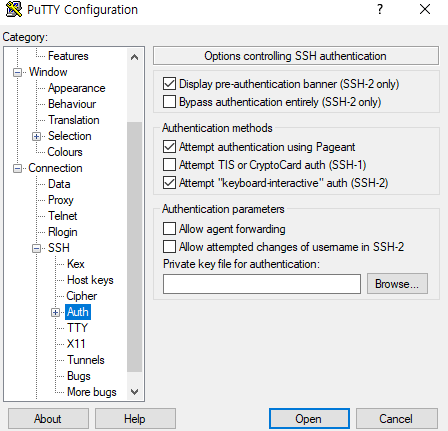 PuTTY Configuration
?
Category:
Features
Window
Appearance
Behaviour
Translation
Selection
Colours
Connection
Data
Proxy
Telnet
Rlogin
SSH
Kex
Host keys
Cipher
Auth
TTY
X11
Tunnels
Bugs
More bugs
Options controlling SSH authentication
Display pre-authentication banner (SSH-2 only)
Bypass authentication entirely (SSH-2 only)
Authentication methods
Attempt authentication using Pageant
Attempt TIS or CryptoCard auth (SSH-1)
Attempt "keyboard-interactive" auth (SSH-2)
Authentication parameters
Allow agent forwarding
Allow attempted changes of username in SSH-2
Private key file for authentication:
Browse...
About
Help
Open
Cancel